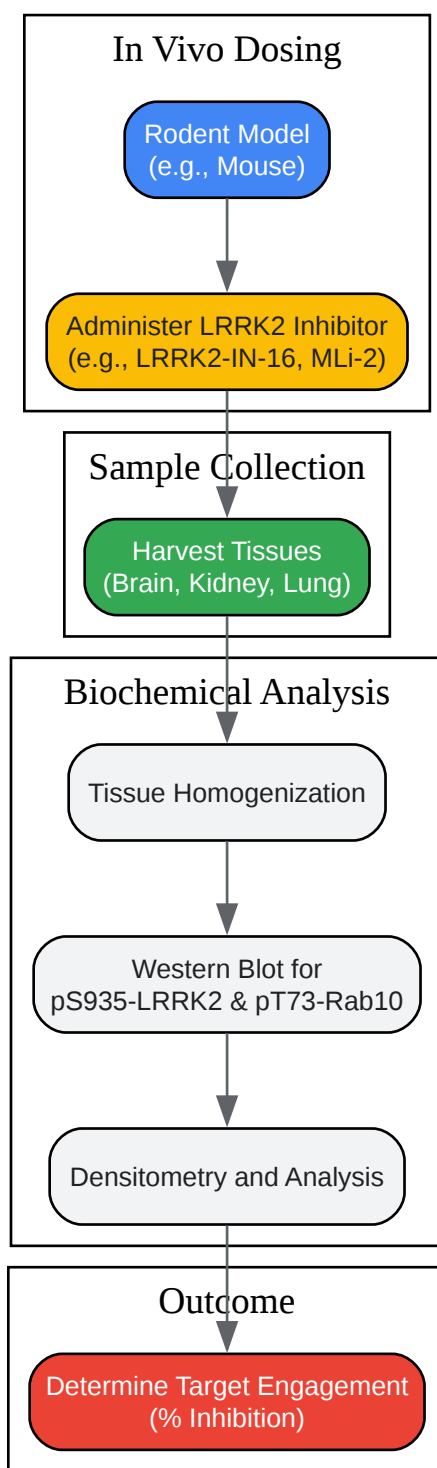 In Vivo Dosing
Rodent Model
(e.g., Mouse)
Administer LRRK2 Inhibitor
(e.g., LRRK2-IN-16, MLi-2)
Sample Collection
Harvest Tissues
(Brain, Kidney, Lung)
Biochemical Analysis
Tissue Homogenization
Western Blot for
pS935-LRRK2 & pT73-Rab10
Densitometry and Analysis
Outcome
Determine Target Engagement
(% Inhibition)